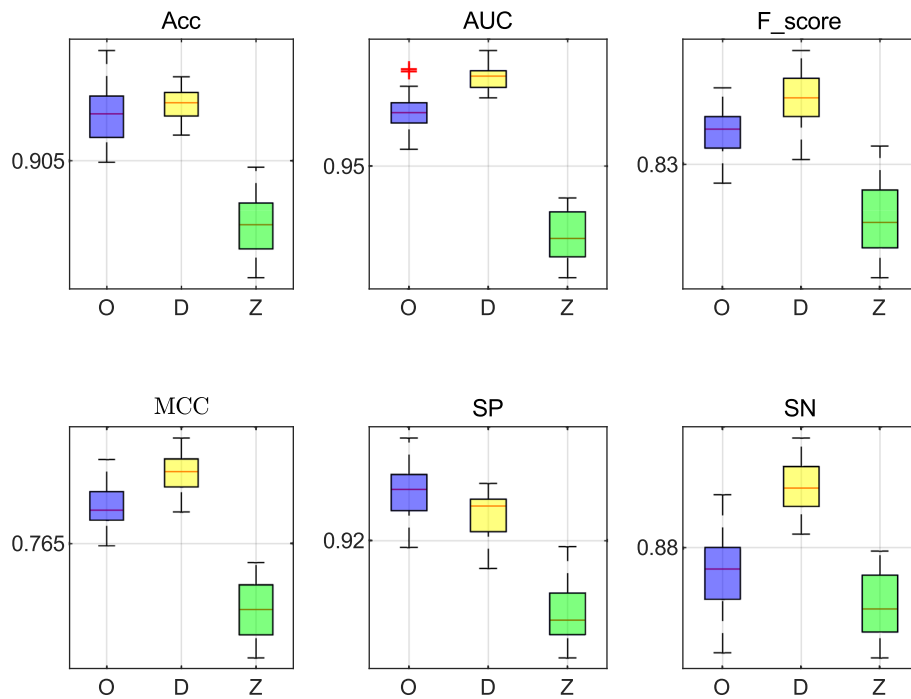 Acc AUC F_score
0.905 0.95 0.83
O D Z O D Z O D Z
MCC SP SN
0.765 0.92 0.88
O D Z O D Z O D Z